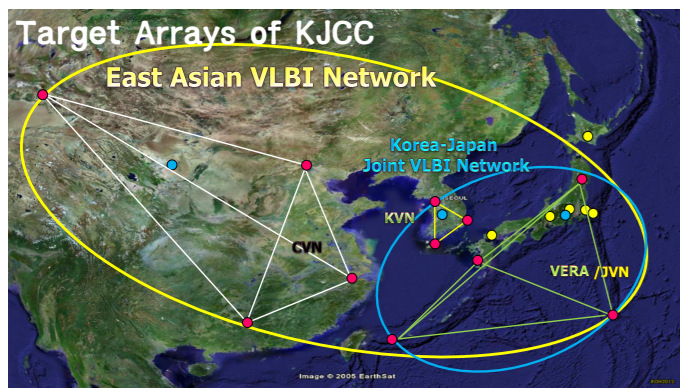 Target Arrays of KJCC
East Asian VLBI Network
Korea-Japan
Joint VLBI Network
SEOUL
KVN
CVN
VERA /JVN
Image © 2005 EarthSat